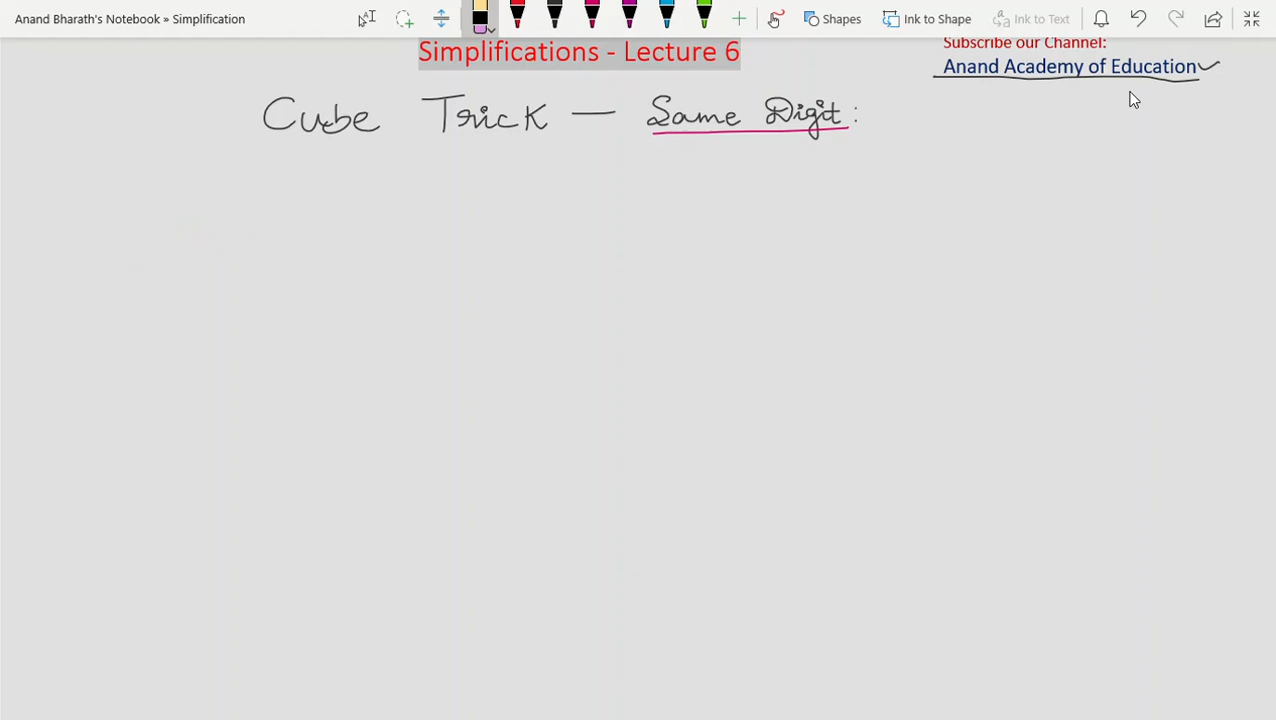 Anand Bharath's Notebook » Simplification
Shapes
Ink to Shape
Ink to Text
Simplifications - Lecture 6
Subscribe our Channel:
Anand Academy of Education
Cube Trick — Same Digit: